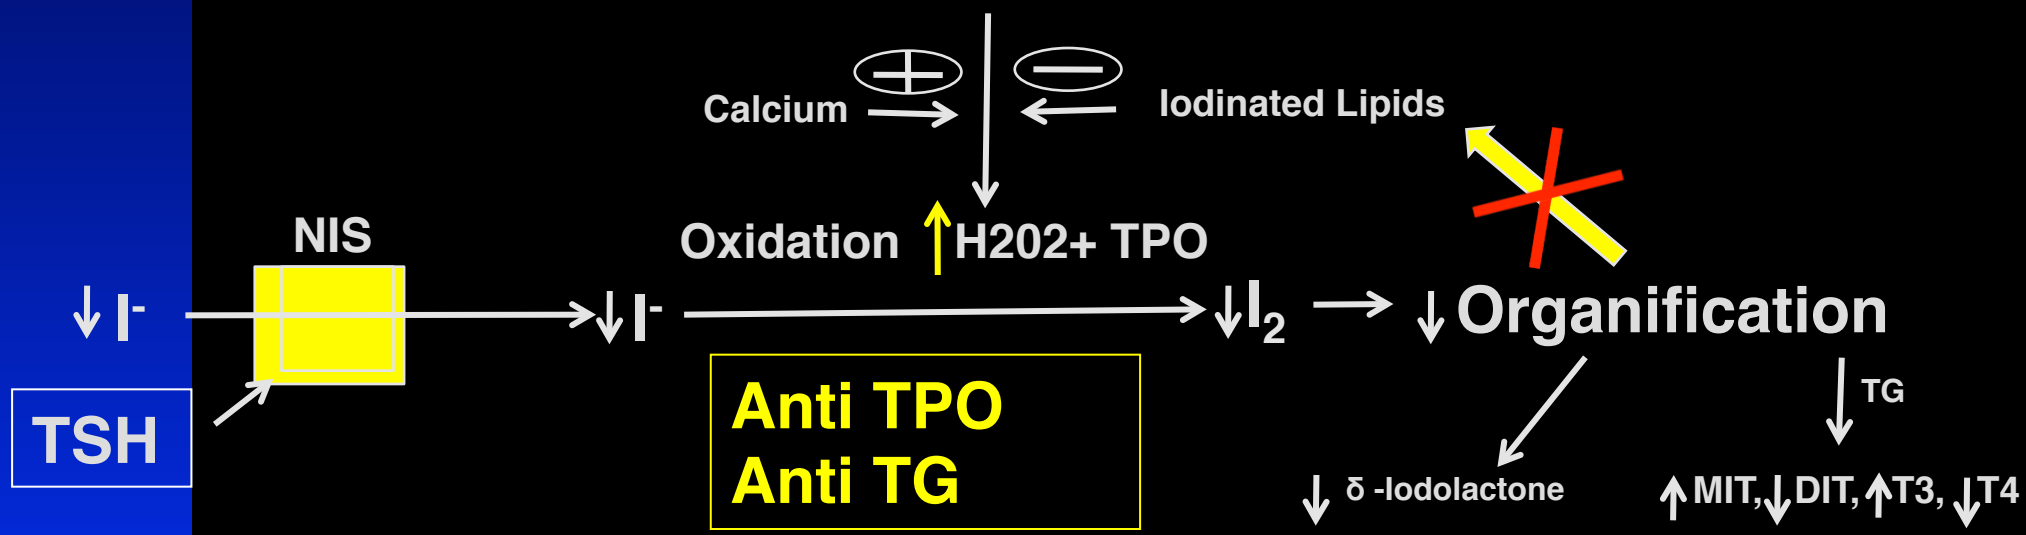 Calcium
Iodinated Lipids
NIS
Oxidation ↑H202+ TPO
↓ I-
↓ I-
↓I2
↓ Organification
TSH
Anti TPO
Anti TG
TG
↓ δ -Iodolactone
↑ MIT,↓ DIT, ↑T3, ↓T4